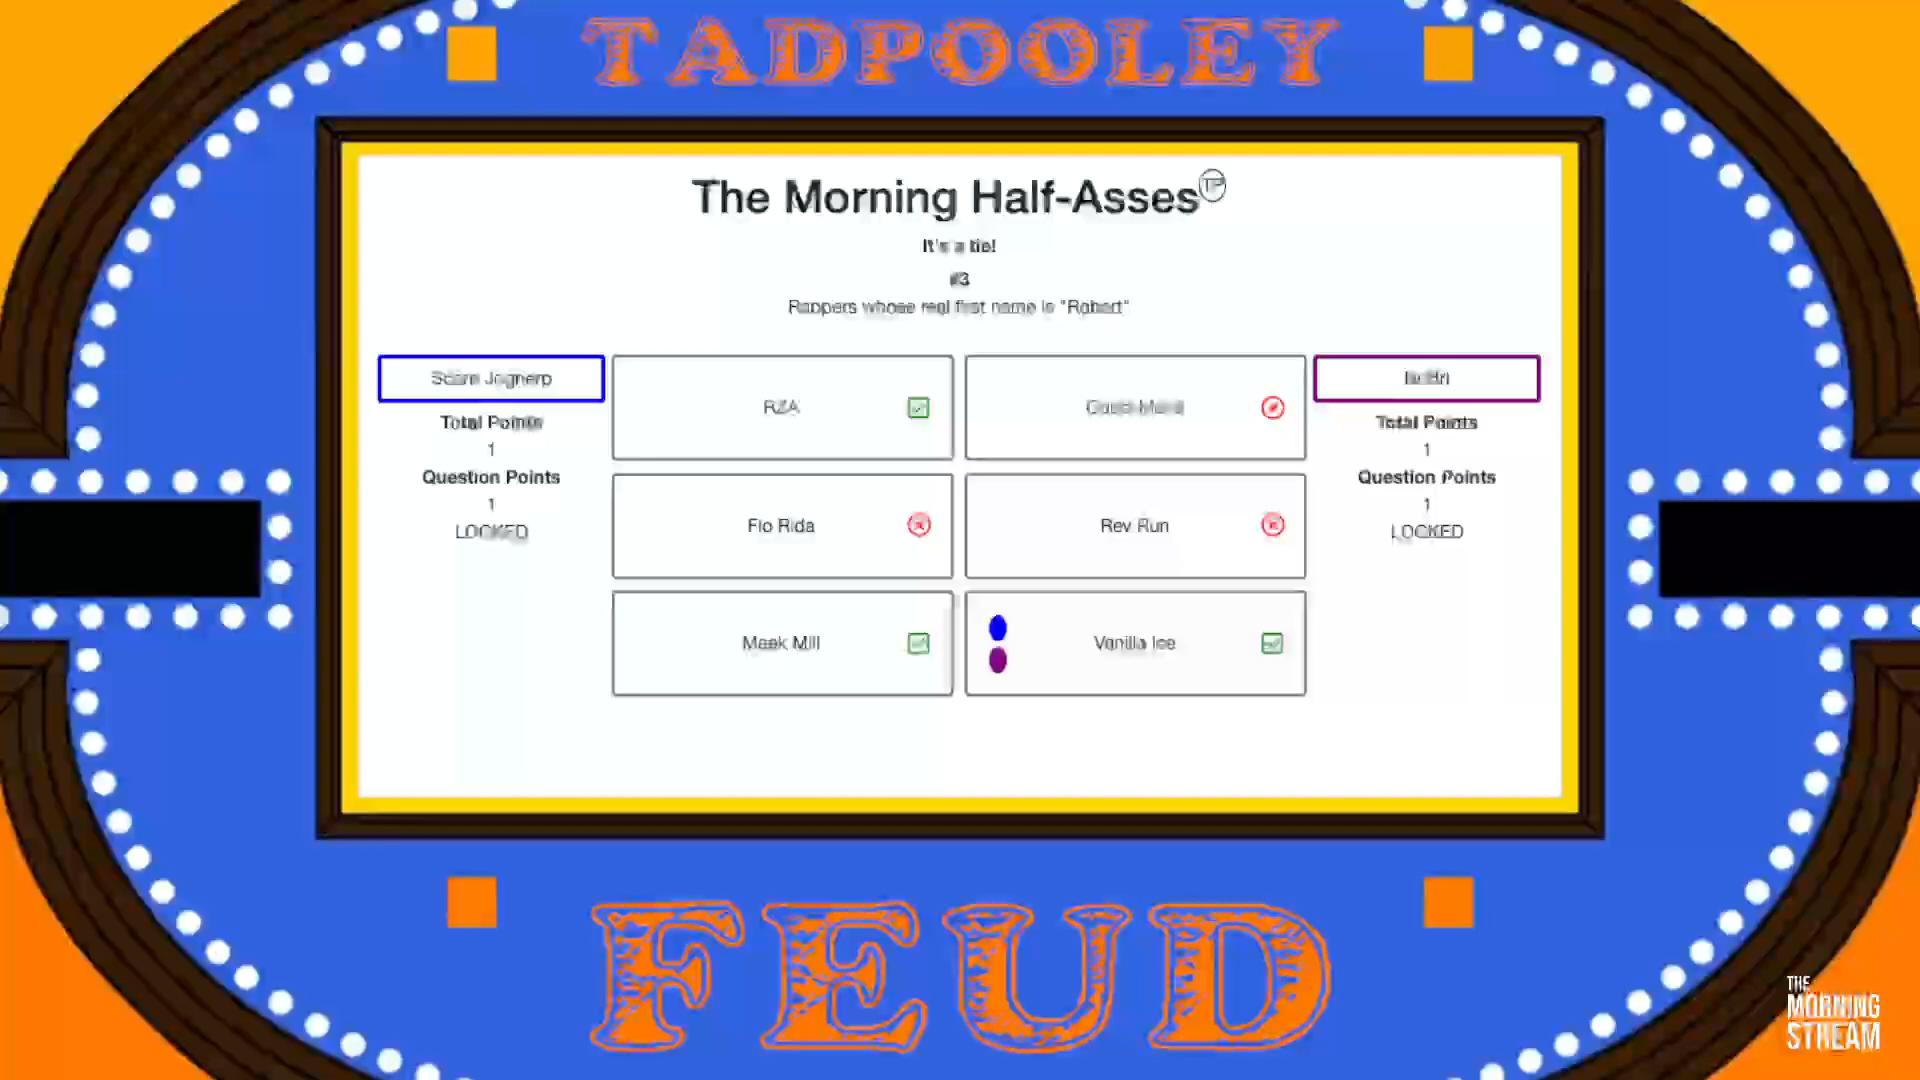 TADPOOLEY
The Morning Half-Asses TP
It's a tie!
#3
Rappers whose real first name is "Robert"
Total Points
1
Question Points
1
LOCKED
RZA
Flo Rida
Rev Run
Meek Mill
Vanilla Ice
Total Points
1
Question Points
1
LOCKED
FEUD
THE
MORNING
STREAM